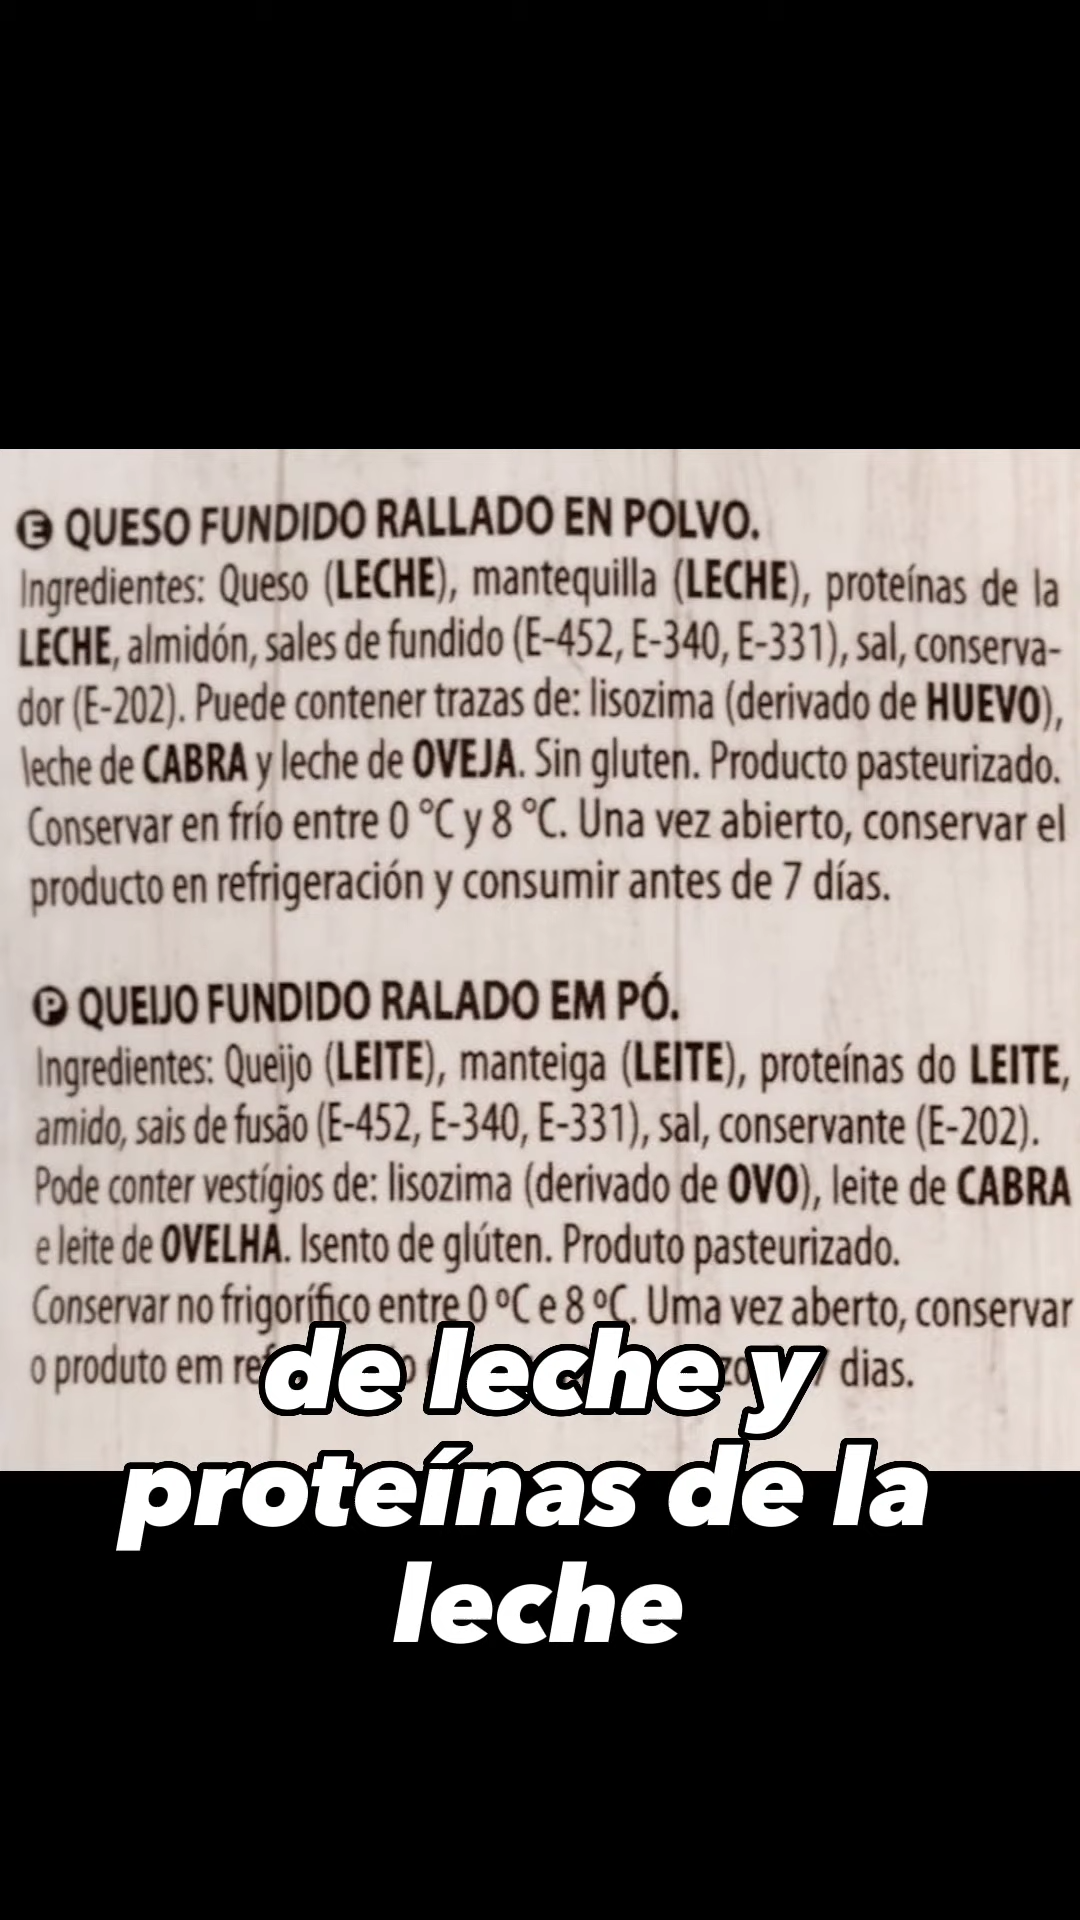 E QUESO FUNDIDO RALLADO EN POLVO.
Ingredientes: Queso (LECHE), mantequilla (LECHE), proteínas de la
LECHE, almidón, sales de fundido (E-452, E-340, E-331), sal, conserva-
dor (E-202). Puede contener trazas de: lisozima (derivado de HUEVO),
leche de CABRA y leche de OVEJA. Sin gluten. Producto pasteurizado.
Conservar en frío entre 0 °C y 8 °C. Una vez abierto, conservar el
producto en refrigeración y consumir antes de 7 días.
P QUEIJO FUNDIDO RALADO EM PÓ.
Ingredientes: Queijo (LEITE), manteiga (LEITE), proteínas do LEITE,
amido, sais de fusão (E-452, E-340, E-331), sal, conservante (E-202).
Pode conter vestígios de: lisozima (derivado de OVO), leite de CABRA
e leite de OVELHA. Isento de glúten. Produto pasteurizado.
Conservar no frigorífico entre 0 ºC e 8 ºC. Uma vez aberto, conservar
o produto em 7 dias.
de leche y
proteínas de la
leche